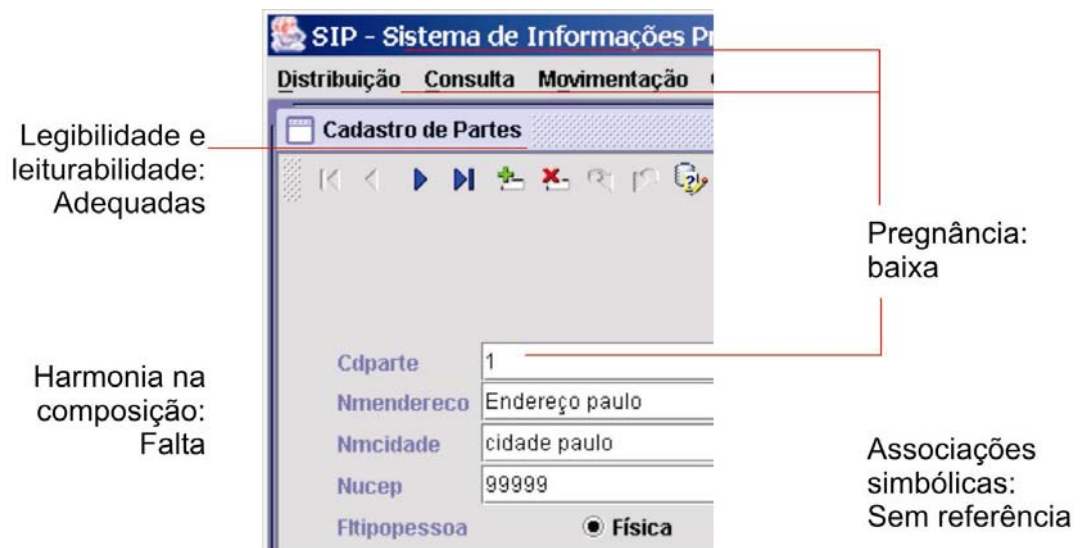 SIP - Sistema de Informações Pr
Distribuição Consulta Movimentação
Cadastro de Partes
Legibilidade e
leiturabilidade:
Adequadas
Pregnância:
baixa
Harmonia na
composição:
Falta
Cdparte 1
Nmendereco Endereço paulo
Nmcidade cidade paulo
Nucep 99999
Fltipopessoa Física
Associações
simbólicas:
Sem referência